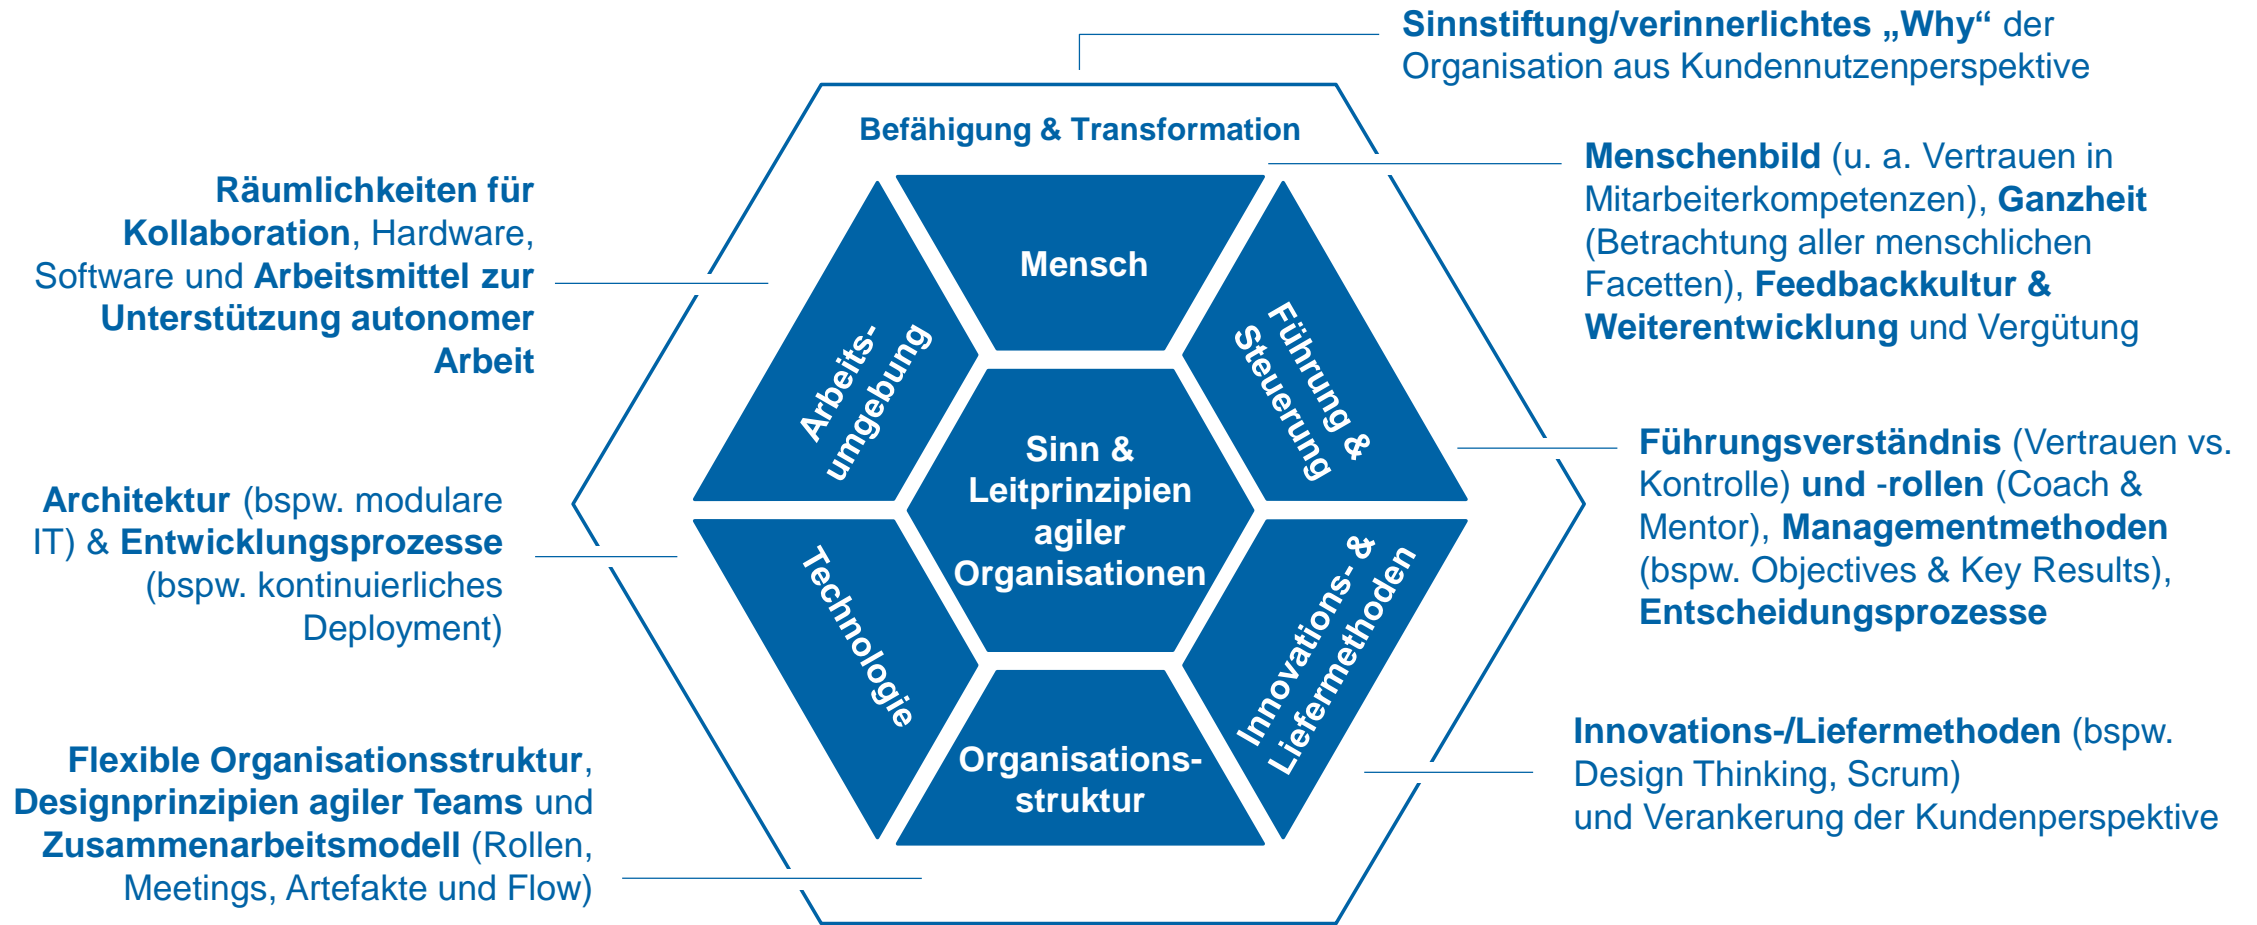 Sinnstiftung/verinnerlichtes „Why“ der
Organisation aus Kundennutzenperspektive
Befähigung & Transformation
Menschenbild (u. a. Vertrauen in
Mitarbeiterkompetenzen), Ganzheit
(Betrachtung aller menschlichen
Facetten), Feedbackkultur &
Weiterentwicklung und Vergütung
Räumlichkeiten für
Kollaboration, Hardware,
Software und Arbeitsmittel zur
Unterstützung autonomer
Arbeit
Mensch
Arbeits-
umgebung
Führung &
Steuerung
Sinn &
Leitprinzipien
agiler
Organisationen
Führungsverständnis (Vertrauen vs.
Kontrolle) und -rollen (Coach &
Mentor), Managementmethoden
(bspw. Objectives & Key Results),
Entscheidungsprozesse
Architektur (bspw. modulare
IT) & Entwicklungsprozesse
(bspw. kontinuierliches
Deployment)
Technologie
Innovations- &
Liefermethoden
Organisations-
struktur
Flexible Organisationsstruktur,
Designprinzipien agiler Teams und
Zusammenarbeitsmodell (Rollen,
Meetings, Artefakte und Flow)
Innovations-/Liefermethoden (bspw.
Design Thinking, Scrum)
und Verankerung der Kundenperspektive